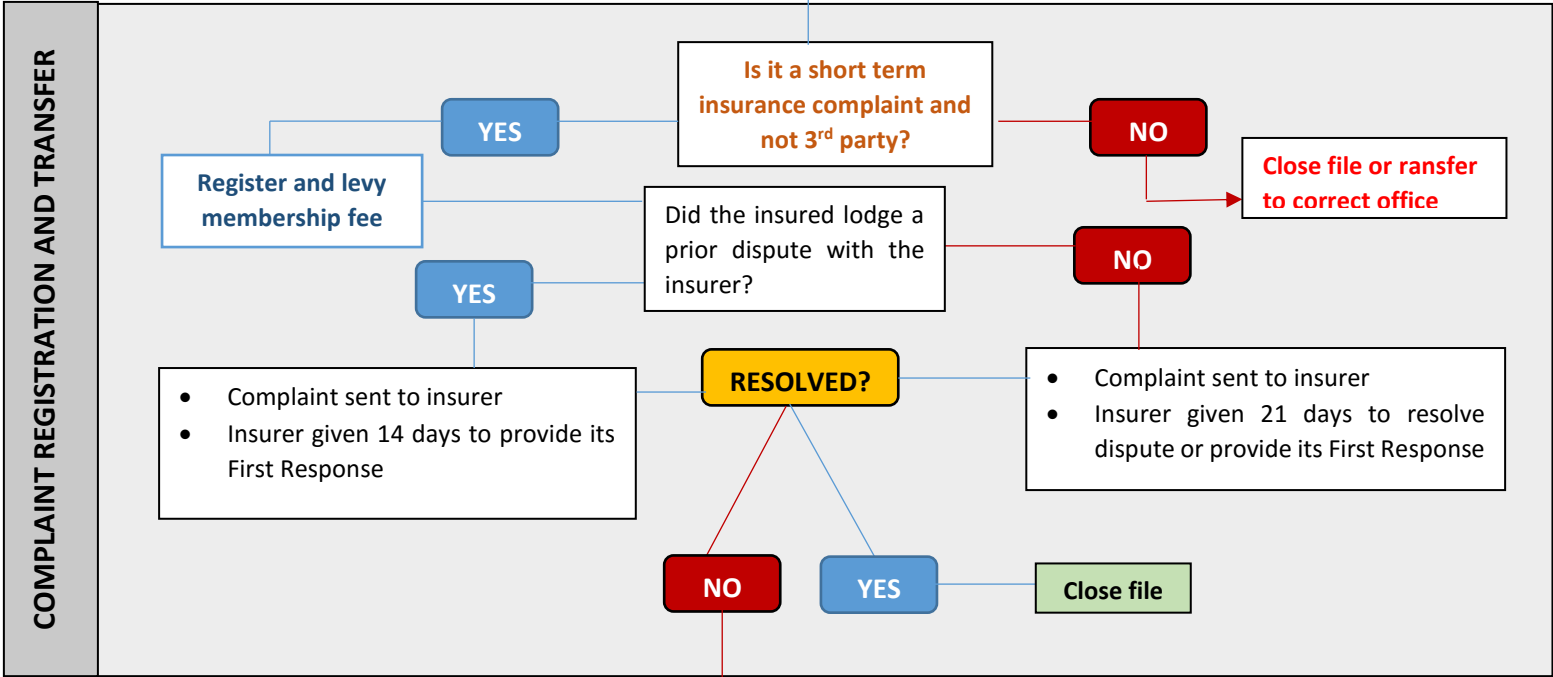 COMPLAINT REGISTRATION AND TRANSFER
Is it a short term
insurance complaint and
not 3rd party?
YES
NO
Register and levy
membership fee
Close file or ransfer
to correct office
Did the insured lodge a
prior dispute with the
insurer?
YES
NO
• Complaint sent to insurer
• Insurer given 14 days to provide its
First Response
RESOLVED?
• Complaint sent to insurer
• Insurer given 21 days to resolve
dispute or provide its First Response
NO
YES
Close file